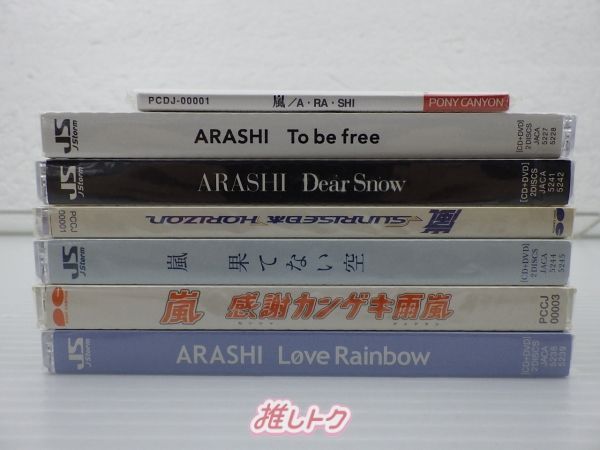 PCDJ-00001 嵐/A・RA・SHI PONY CANYON
JS J Storm ARASHI To be free [CD+DVD] 2DISCS JACA 5227 5228
JS J Storm ARASHI Dear Snow [CD+DVD] 2DISCS JACA 5241 5242
PCCJ 00001 嵐 SUNRISE日本 HORIZON
JS J Storm 嵐 果てない空 [CD+DVD] 2DISCS JACA 5244 5245
嵐 感謝カンゲキ雨嵐 PCCJ 00003
JS J Storm ARASHI Løve Rainbow [CD+DVD] 2DISCS JACA 5238 5239
推しトク